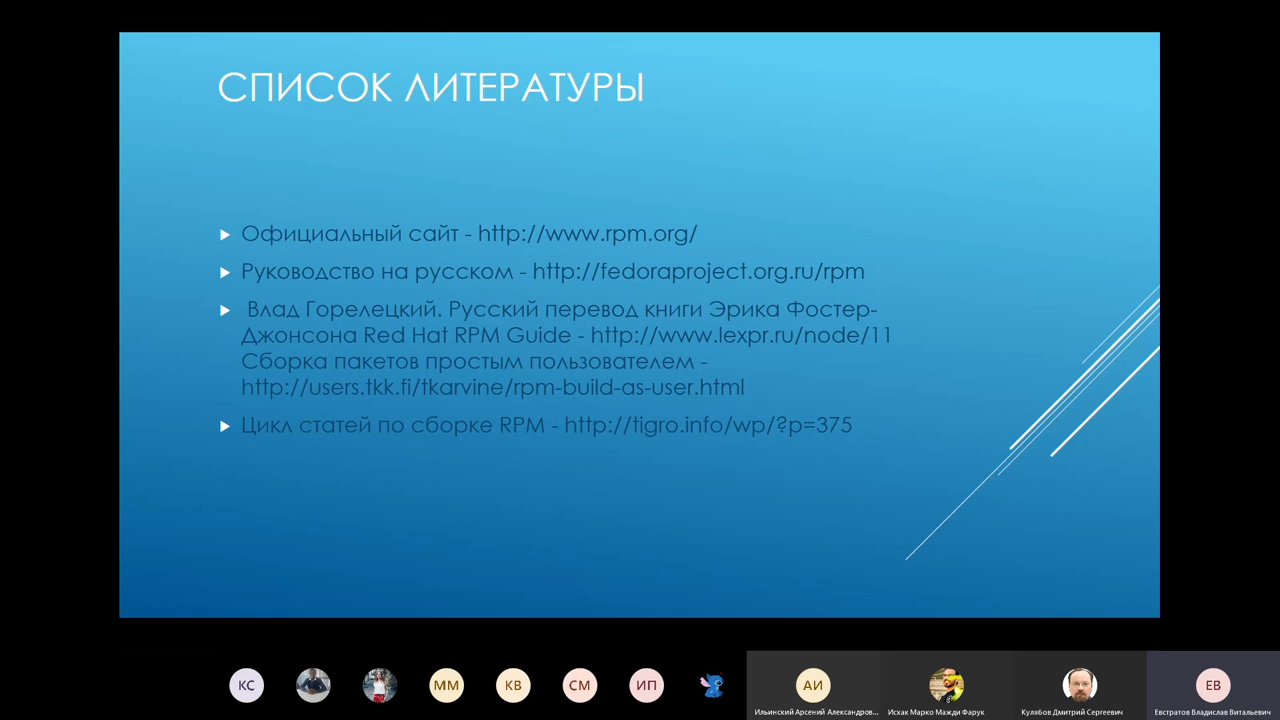 СПИСОК ЛИТЕРАТУРЫ
Официальный сайт - http://www.rpm.org/
Руководство на русском - http://fedoraproject.org.ru/rpm
Влад Горелецкий. Русский перевод книги Эрика Фостер-
Джонсона Red Hat RPM Guide - http://www.lexpr.ru/node/11
Сборка пакетов простым пользователем -
http://users.tkk.fi/tkarvine/rpm-build-as-user.html
Цикл статей по сборке RPM - http://tigro.info/wp/?p=375
КС
ММ
КВ
СМ
ИП
АИ
ЕВ
Ильинский Арсений Александров...
Исхак Марко Мажди Фарук
Кулябов Дмитрий Сергеевич
Евстратов Владислав Витальевич